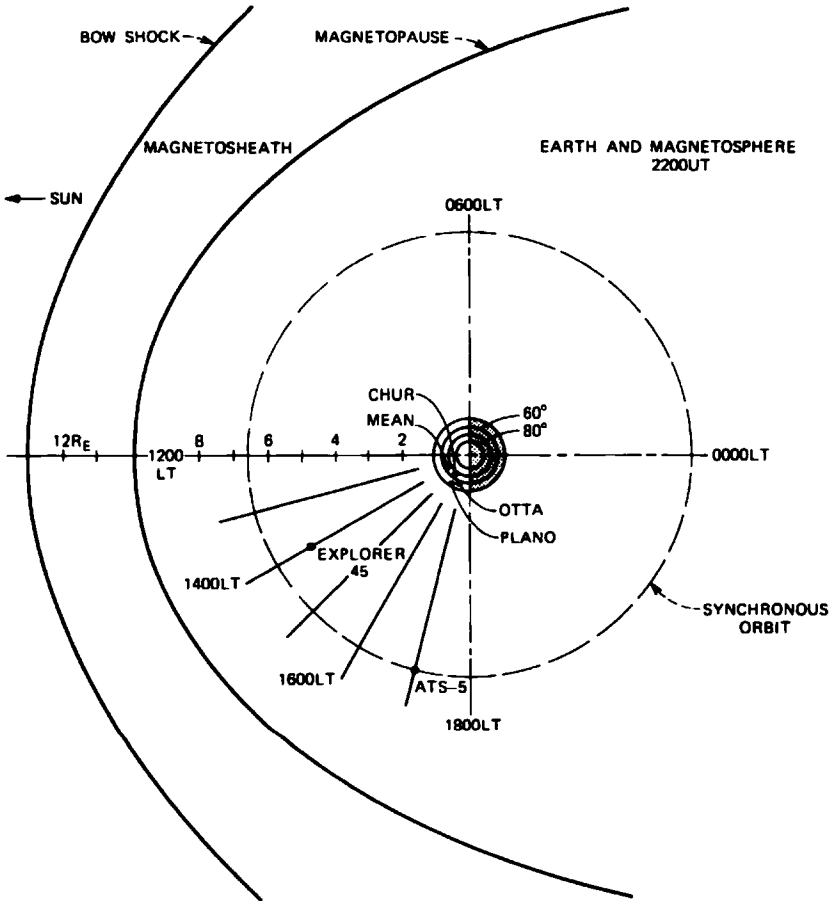 BOW SHOCK
MAGNETOPAUSE
MAGNETOSHEATH
EARTH AND MAGNETOSPHERE
2200UT
SUN
0600LT
CHUR
MEAN
60°
80°
12RE
1200
LT
8
6
4
2
0000LT
OTTA
PLANO
EXPLORER
45
1400LT
SYNCHRONOUS
ORBIT
1600LT
ATS-5
1800LT